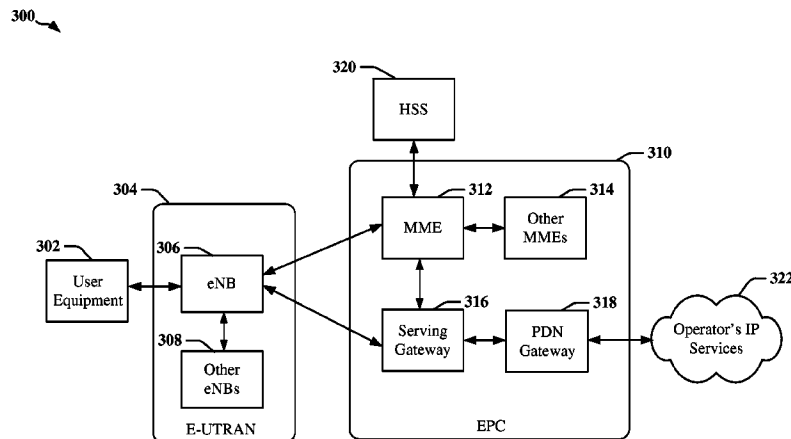 300
320
HSS
310
304
312
314
MME
Other
MMEs
302
306
User
Equipment
eNB
316
318
322
308
Other
eNBs
Serving
Gateway
PDN
Gateway
Operator's IP
Services
E-UTRAN
EPC